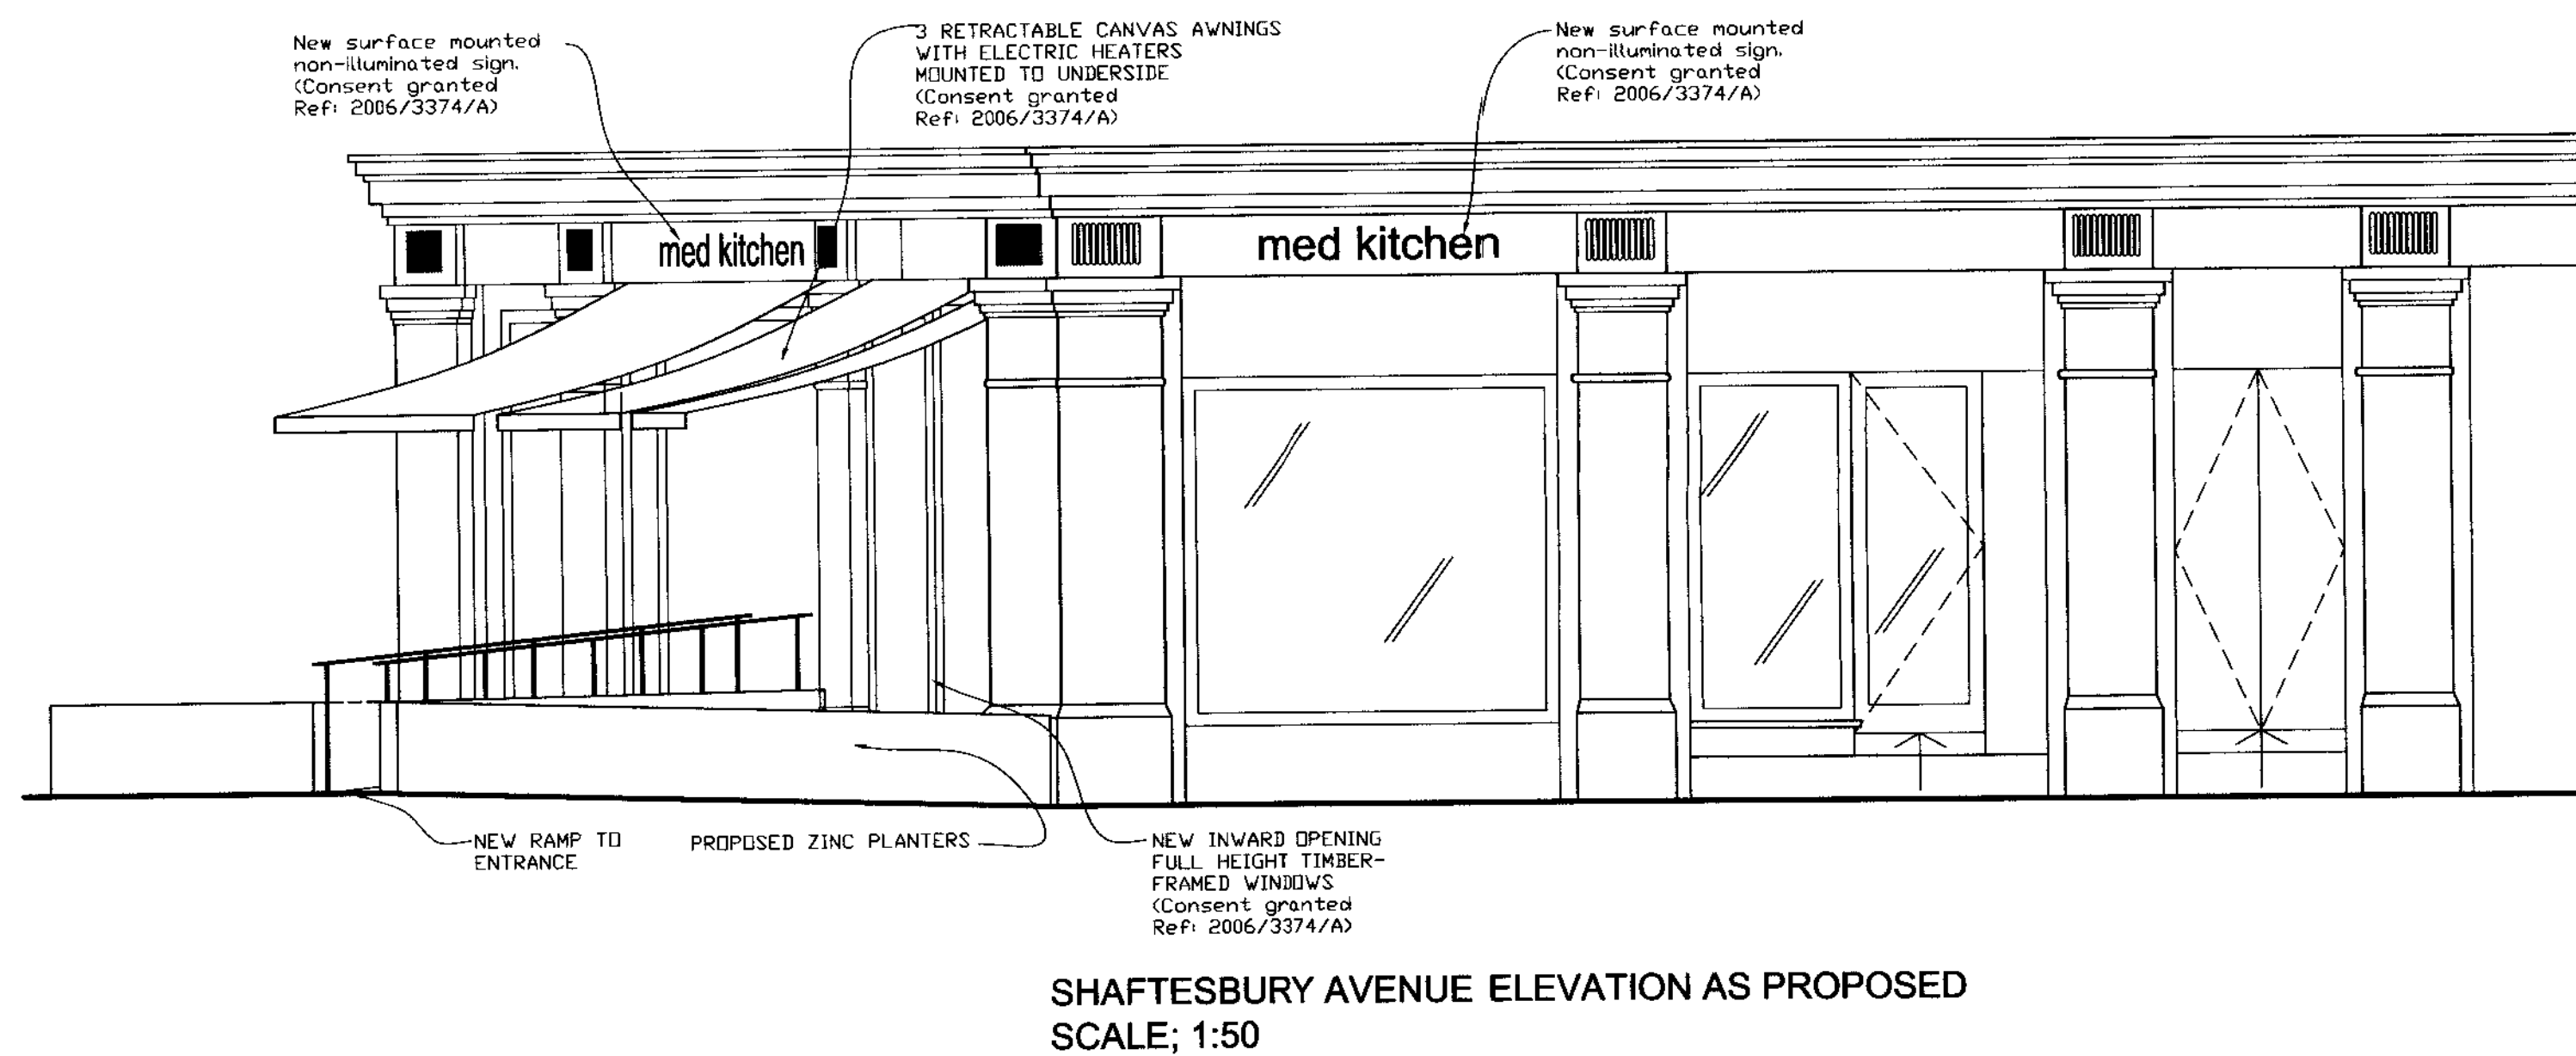 New surface mounted
non-illuminated sign.
(Consent granted
Ref: 2006/3374/A)
3 RETRACTABLE CANVAS AWNINGS
WITH ELECTRIC HEATERS
MOUNTED TO UNDERSIDE
(Consent granted
Ref: 2006/3374/A)
New surface mounted
non-illuminated sign.
(Consent granted
Ref: 2006/3374/A)
med kitchen
med kitchen
NEW RAMP TO
ENTRANCE
PROPOSED ZINC PLANTERS
NEW INWARD OPENING
FULL HEIGHT TIMBER-
FRAMED WINDOWS
(Consent granted
Ref: 2006/3374/A)
SHAFTESBURY AVENUE ELEVATION AS PROPOSED
SCALE; 1:50